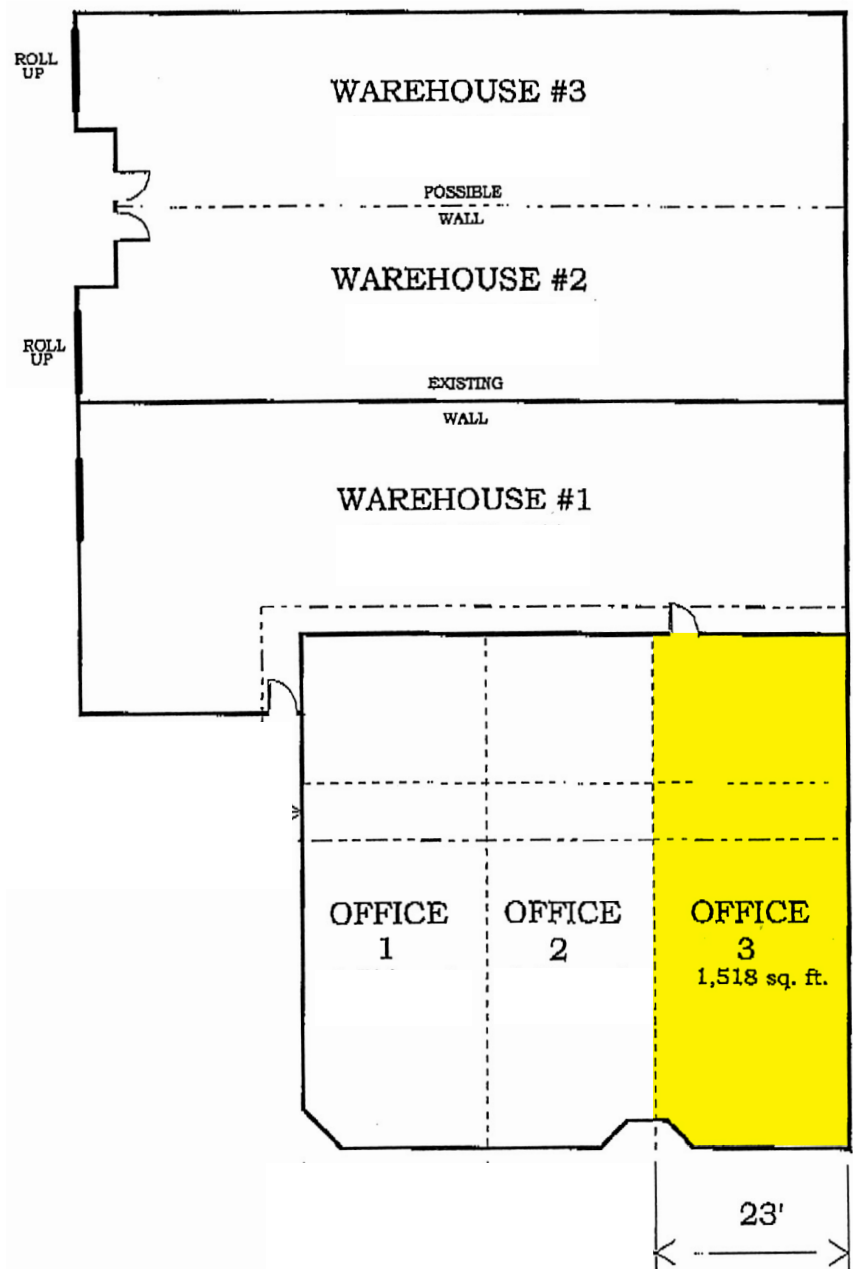 ROLL
UP
WAREHOUSE #3
POSSIBLE
WALL
WAREHOUSE #2
ROLL
UP
EXISTING
WALL
WAREHOUSE #1
OFFICE
1
OFFICE
2
OFFICE
3
1,518 sq. ft.
23'